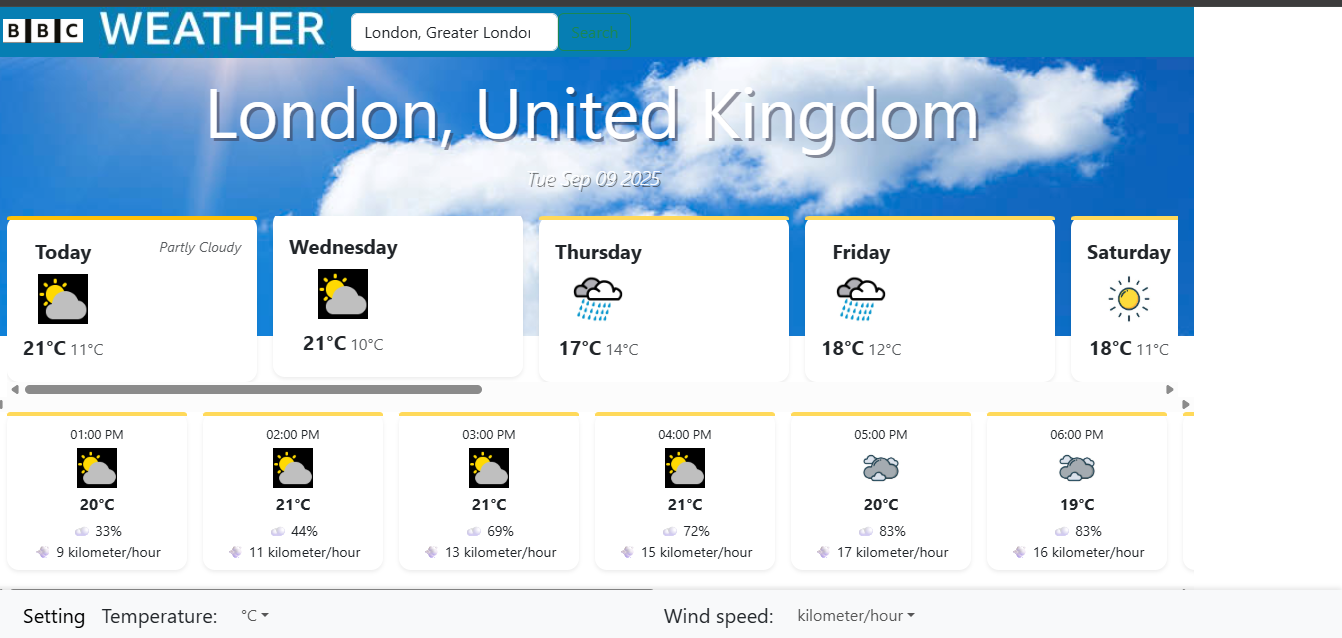 BBC WEATHER London, Greater Londo Search
London, United Kingdom
Tue Sep 09 2025
Today Partly Cloudy
21°C 11°C
Wednesday
21°C 10°C
Thursday
17°C 14°C
Friday
18°C 12°C
Saturday
18°C 11°C
01:00 PM
20°C
33%
9 kilometer/hour
02:00 PM
21°C
44%
11 kilometer/hour
03:00 PM
21°C
69%
13 kilometer/hour
04:00 PM
21°C
72%
15 kilometer/hour
05:00 PM
20°C
83%
17 kilometer/hour
06:00 PM
19°C
83%
16 kilometer/hour
Setting Temperature: °C Wind speed: kilometer/hour